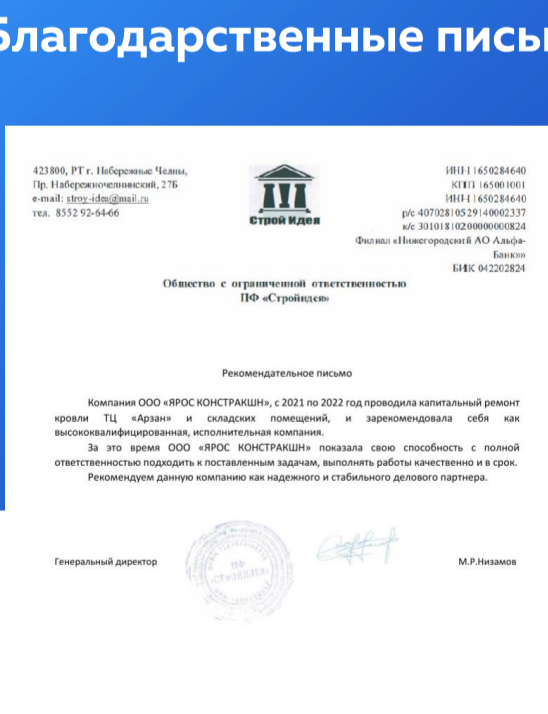 Благодарственные письм
423800, РТ г. Набережные Челны,
Пр. Набережночелнинский, 27Б
e-mail: stroy-idea@mail.ru
тел. 8552 92-64-66
Строй Идея
ИНН 1650284640
КПП 165001001
ИНН 1650284640
р/с 40702810529140002337
к/с 30101810200000000824
Филиал «Нижегородский АО Альфа-
Банк»»
БИК 042202824
Общество с ограниченной ответственностью
ПФ «Стройидея»
Рекомендательное письмо
Компания ООО «ЯРОС КОНСТРАКШН», с 2021 по 2022 год проводила капитальный ремонт
кровли ТЦ «Арзан» и складских помещений, и зарекомендовала себя как
высококвалифицированная, исполнительная компания.
За это время ООО «ЯРОС КОНСТРАКШН» показала свою способность с полной
ответственностью подходить к поставленным задачам, выполнять работы качественно и в срок.
Рекомендуем данную компанию как надежного и стабильного делового партнера.
Генеральный директор
ПФ
«СТРОЙИДЕЯ»
М.Р.Низамов